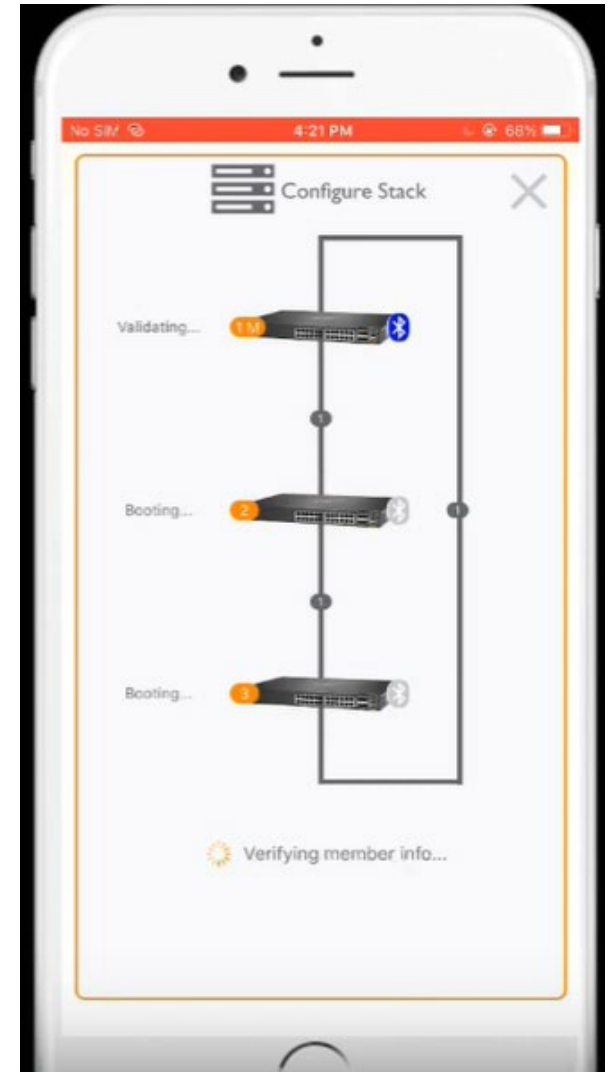 No SIM 4:21 PM 68%
Configure Stack
Validating...
1 M
1
Booting...
2
1
1
Booting...
3
Verifying member info...